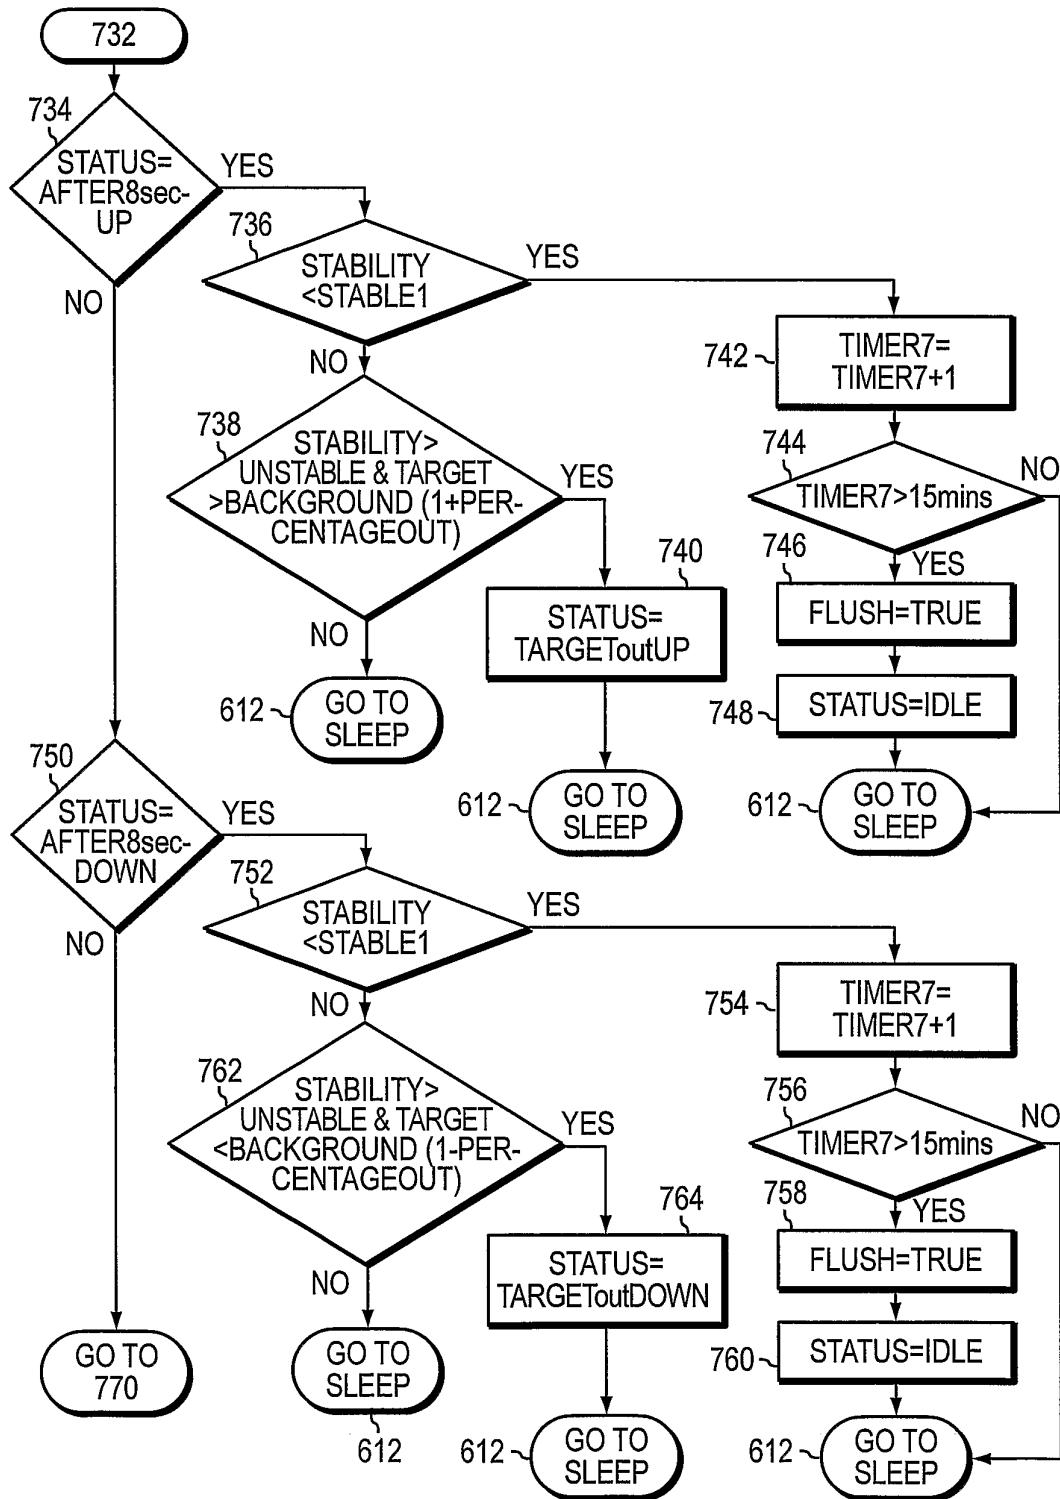 732
734
STATUS=
AFTER8sec-
UP
YES
NO
736
STABILITY
<STABLE1
YES
NO
742
TIMER7=
TIMER7+1
738
STABILITY>
UNSTABLE & TARGET
>BACKGROUND (1+PER-
CENTAGEOUT)
YES
NO
744
TIMER7>15mins
NO
YES
740
STATUS=
TARGEToutUP
746
FLUSH=TRUE
612
GO TO
SLEEP
748
STATUS=IDLE
612
GO TO
SLEEP
612
GO TO
SLEEP
750
STATUS=
AFTER8sec-
DOWN
YES
NO
752
STABILITY
<STABLE1
YES
NO
754
TIMER7=
TIMER7+1
762
STABILITY>
UNSTABLE & TARGET
<BACKGROUND (1-PER-
CENTAGEOUT)
YES
NO
756
TIMER7>15mins
NO
YES
764
STATUS=
TARGEToutDOWN
758
FLUSH=TRUE
760
STATUS=IDLE
GO TO
770
GO TO
SLEEP
612
612
GO TO
SLEEP
612
GO TO
SLEEP